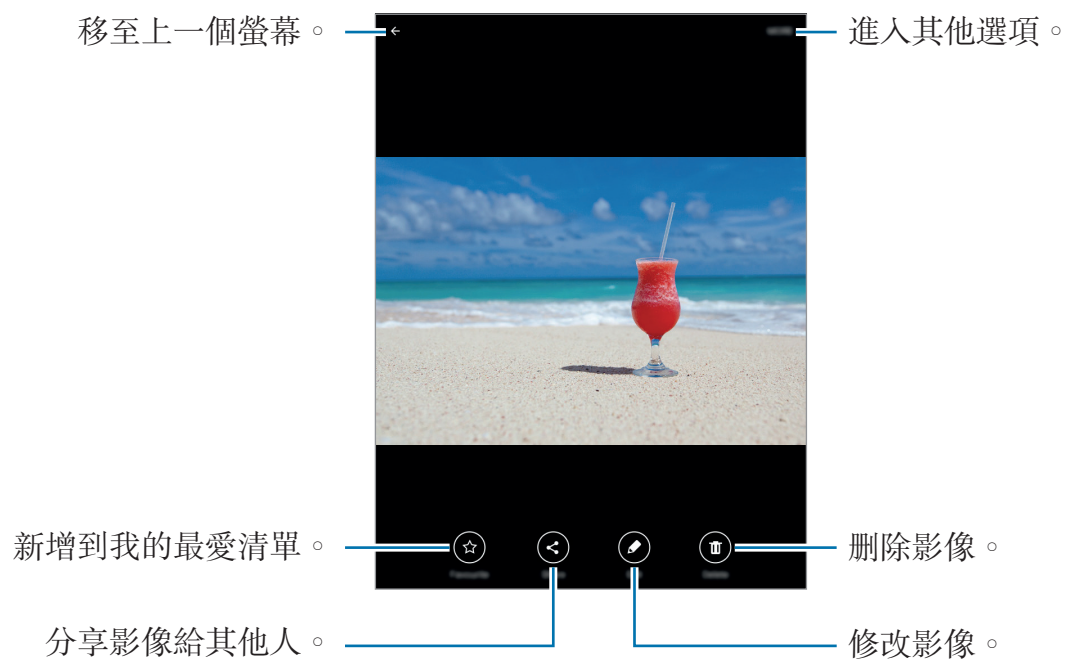 移至上一個螢幕。
進入其他選項。
新增到我的最愛清單。
刪除影像。
Favourite
Delete
分享影像給其他人。
修改影像。